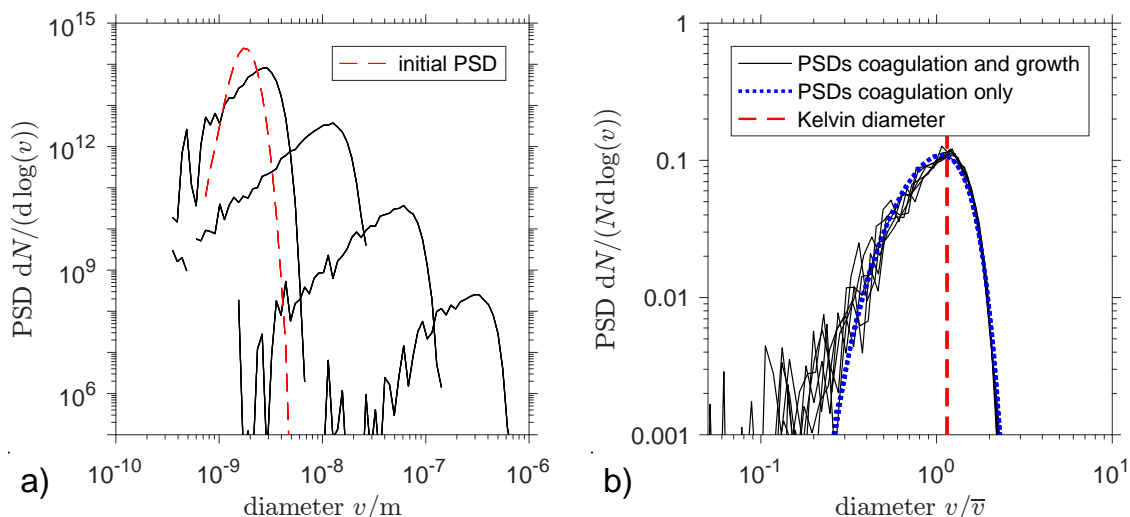 10^15
10^12
10^9
10^6
PSD dN/(d log(v))
initial PSD
10^-10
10^-9
10^-8
10^-7
10^-6
diameter v/m
a)
1
0.1
0.01
0.001
PSD dN/(Nd log(v))
PSDs coagulation and growth
PSDs coagulation only
Kelvin diameter
10^-1
10^0
10^1
diameter v/v̅
b)